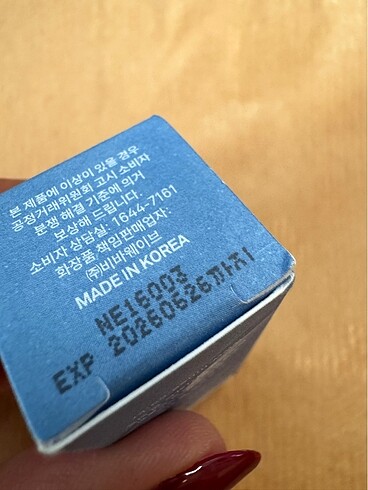 본 제품에 이상이 있을 경우
공정거래위원회 고시 소비자
분쟁 해결 기준에 의거
보상해 드립니다.
소비자 상담실: 1644-7161
화장품 책임판매업자:
㈜비바웨이브
MADE IN KOREA
NE16003
EXP 20260626까지